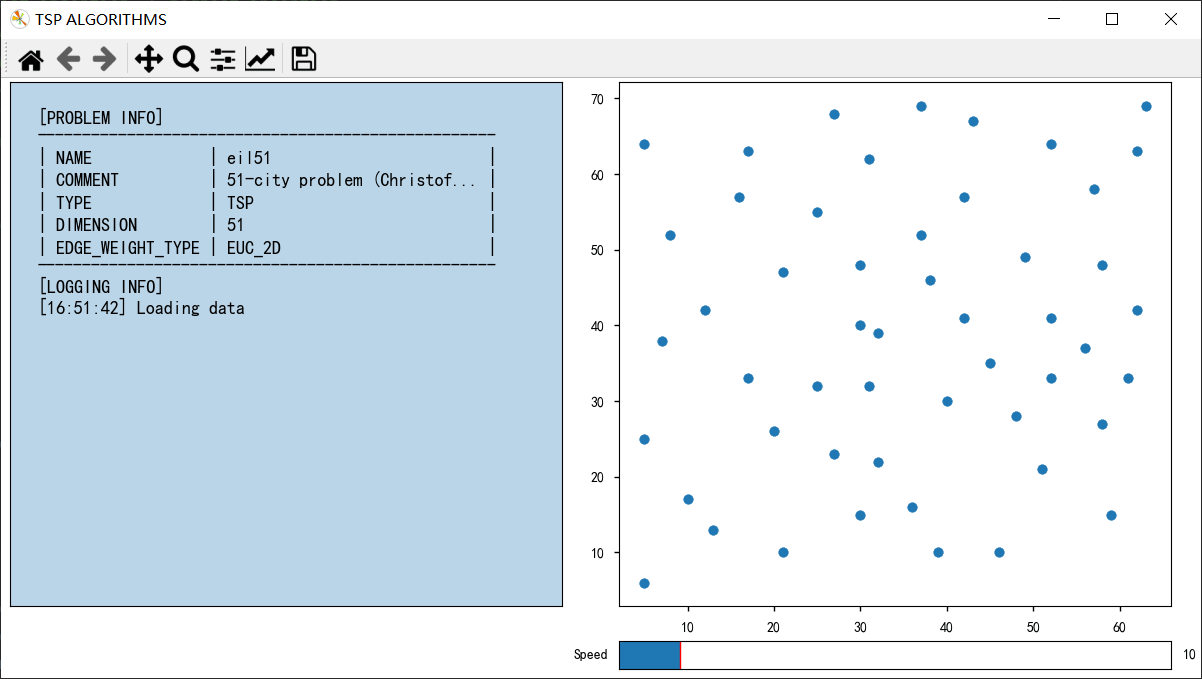 TSP ALGORITHMS
[PROBLEM INFO]
| NAME | eil51 |
| COMMENT | 51-city problem (Christof... |
| TYPE | TSP |
| DIMENSION | 51 |
| EDGE_WEIGHT_TYPE | EUC_2D |
[LOGGING INFO]
[16:51:42] Loading data
70
60
50
40
30
20
10
10 20 30 40 50 60
Speed 10